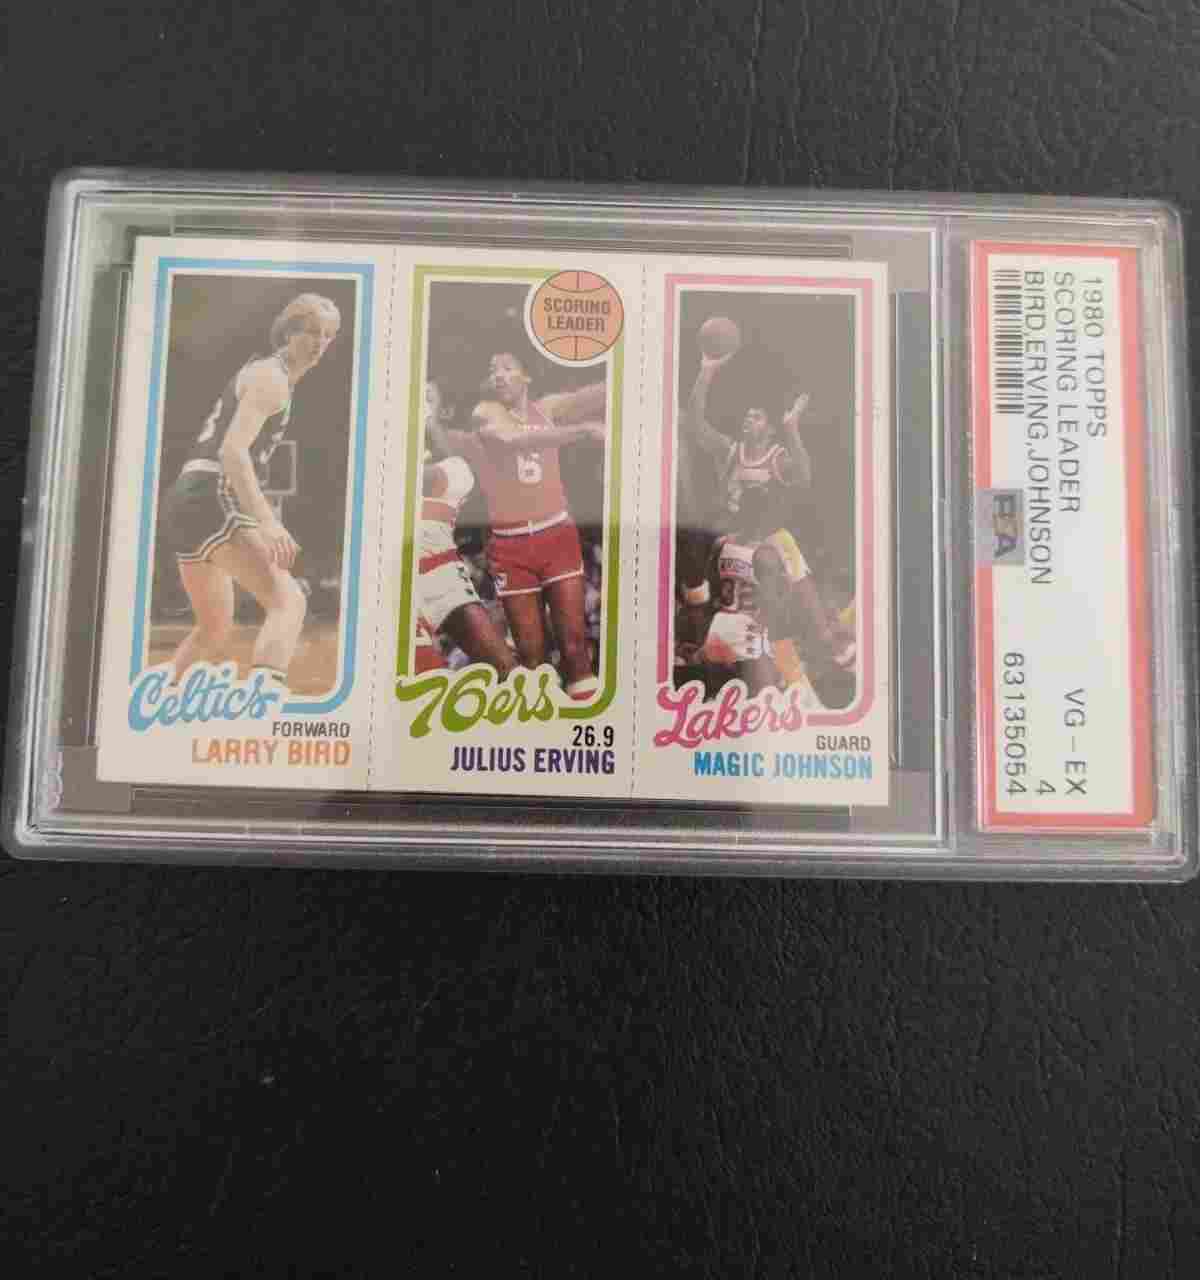 Celtics
FORWARD
LARRY BIRD
SCORING
LEADER
6
76ers
26.9
JULIUS ERVING
Lakers
GUARD
MAGIC JOHNSON
1980 TOPPS
SCORING LEADER VG-EX
BIRD,ERVING,JOHNSON 4
PSA
63135054